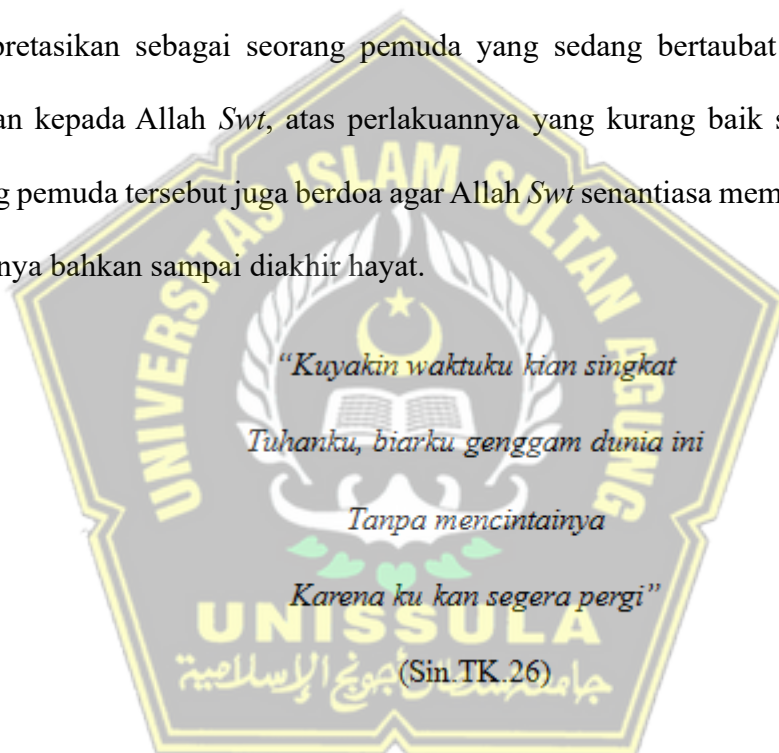 pretasikan sebagai seorang pemuda yang sedang bertaubat
an kepada Allah Swt, atas perlakuannya yang kurang baik s
g pemuda tersebut juga berdoa agar Allah Swt senantiasa mem
nya bahkan sampai diakhir hayat.
UNIVERSITAS ISLAM SULTAN AGUNG
“Kuyakin waktuku kian singkat
Tuhanku, biarku genggam dunia ini
Tanpa mencintainya
Karena ku kan segera pergi”
UNISSULA
(Sin.TK.26)
جامعة سلطان أجونج الإسلامية